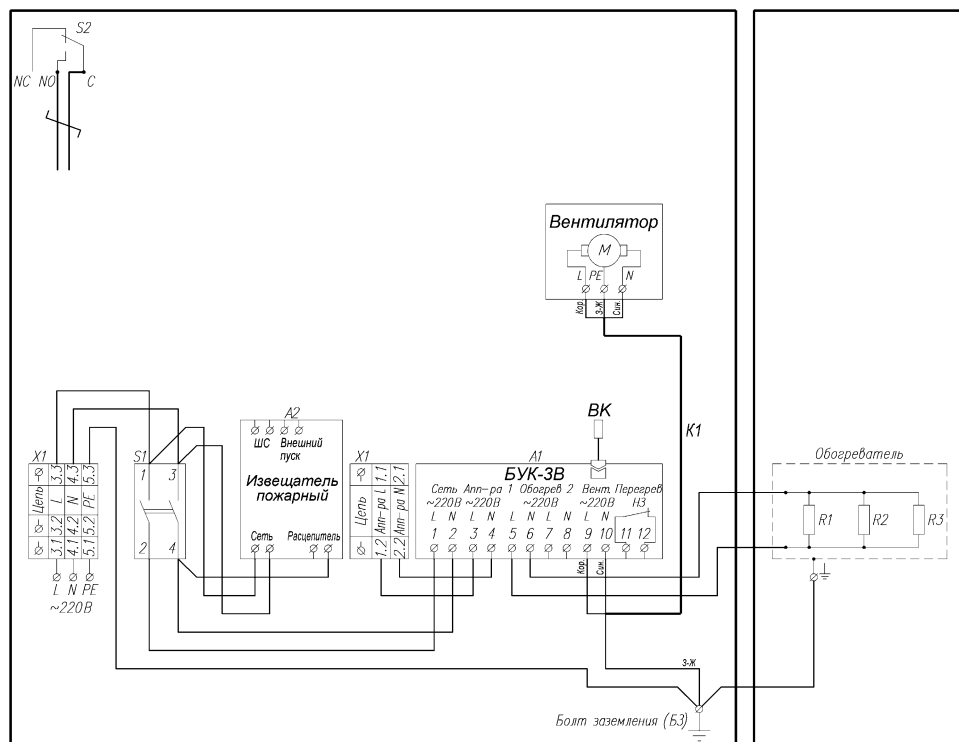 S2
NC NO C
Вентилятор
M
L PE N
Кор. З-Ж Син.
ВК
К1
X1
Цепь
3.3 4.3 5.3
L N PE
3.2 4.2 5.2
3.1 4.1 5.1
L N PE
~220В
S1
1 3
2 4
A2
ШС Внешний
пуск
Извещатель
пожарный
Сеть Расцепитель
X1
Цепь
1.1 2.1
Апп-ра L Апп-ра N
1.2 2.2
A1
БУК-3В
Сеть Апп-ра 1 Обогрев 2 Вент. Перегрев
~220В ~220В ~220В ~220В НЗ
L N L N L N L N L N
1 2 3 4 5 6 7 8 9 10 11 12
Кор. Син.
Обогреватель
R1 R2 R3
З-Ж
Болт заземления (БЗ)